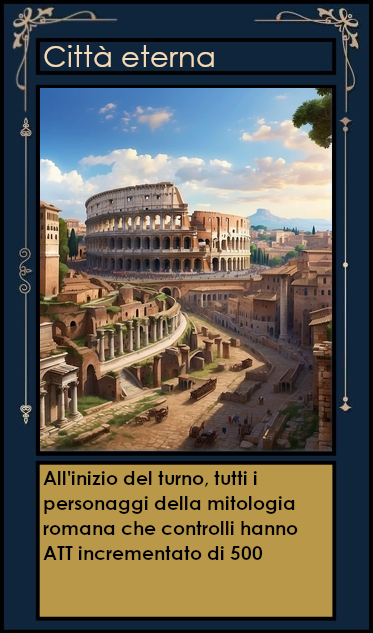 Città eterna
All'inizio del turno, tutti i
personaggi della mitologia
romana che controlli hanno
ATT incrementato di 500